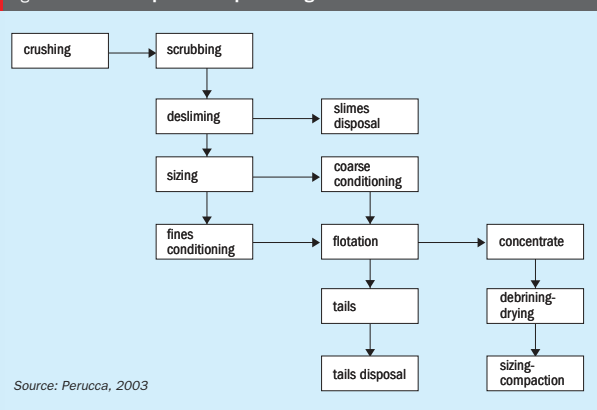 crushing
scrubbing
desliming
slimes
disposal
sizing
coarse
conditioning
fines
conditioning
flotation
concentrate
tails
debrining-
drying
tails disposal
sizing-
compaction
Source: Perucca, 2003